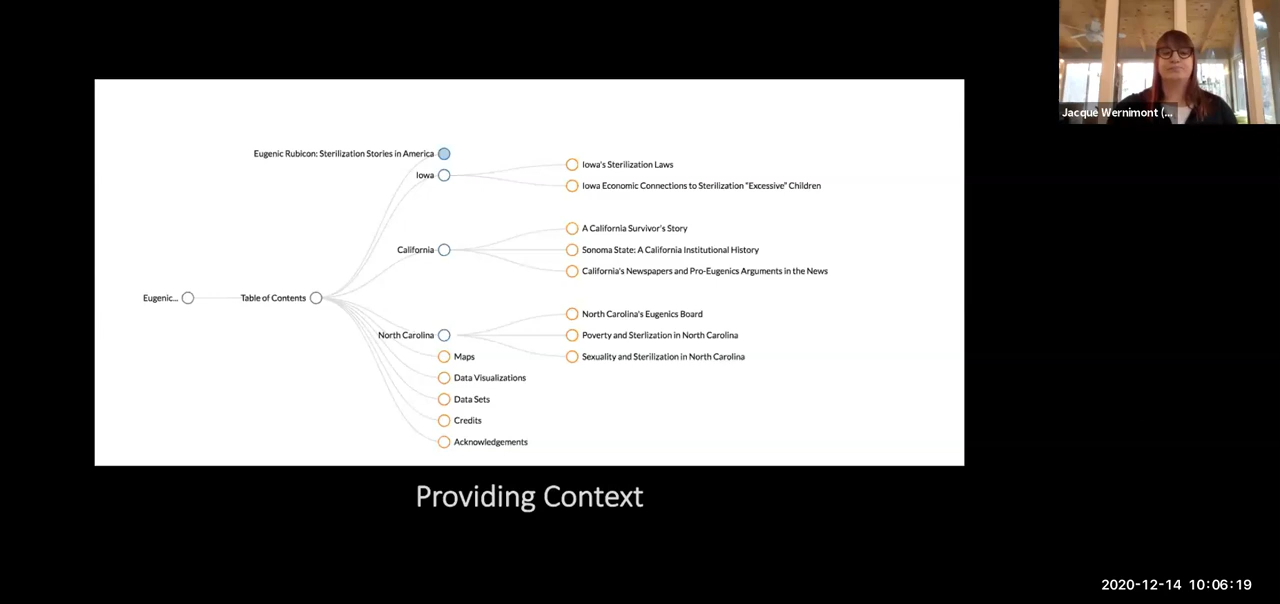 Jacque Wernimont (...
Eugenic Rubicon: Sterilization Stories in America
Iowa
Iowa's Sterilization Laws
Iowa Economic Connections to Sterilization "Excessive" Children
A California Survivor's Story
California
Sonoma State: A California Institutional History
California's Newspapers and Pro-Eugenics Arguments in the News
Eugenic...
Table of Contents
North Carolina's Eugenics Board
North Carolina
Poverty and Sterlization in North Carolina
Maps
Sexuality and Sterilization in North Carolina
Data Visualizations
Data Sets
Credits
Acknowledgements
Providing Context
2020-12-14 10:06:19